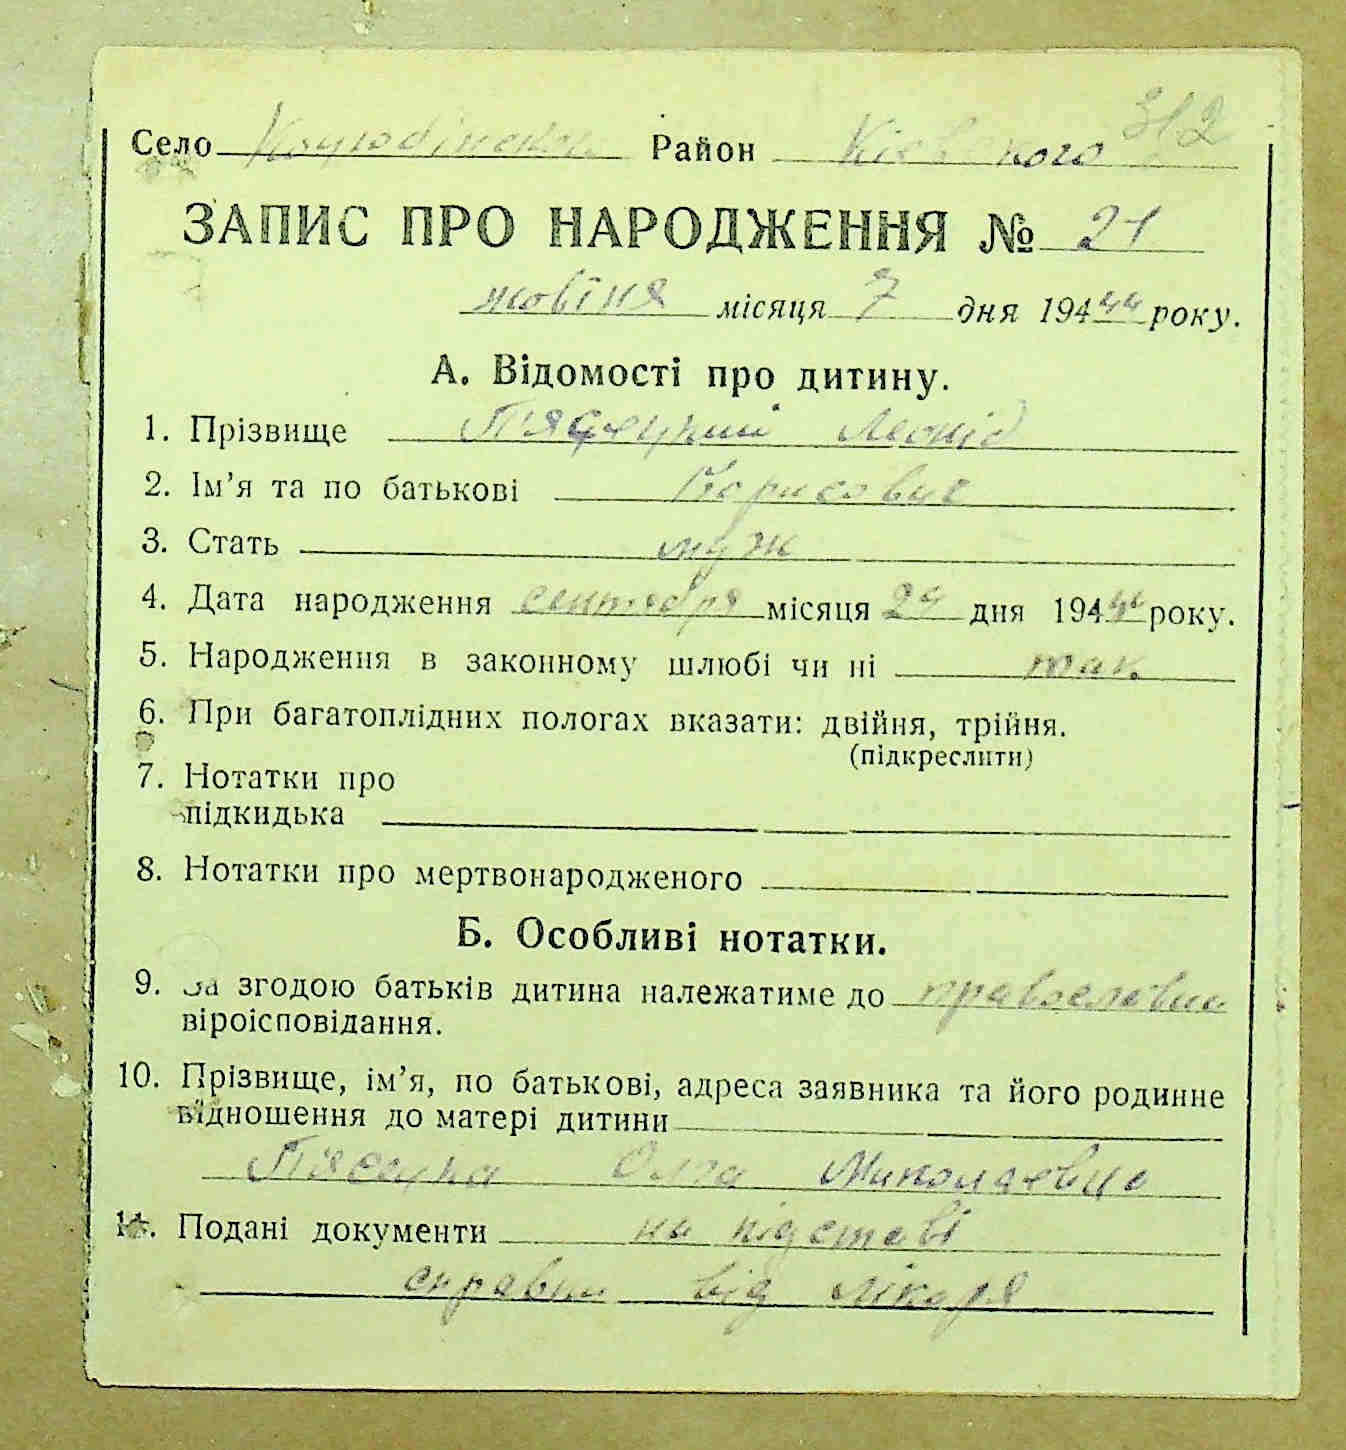 312
Село Район
ЗАПИС ПРО НАРОДЖЕННЯ № 21
жовтня місяця 7 дня 1944 року.
А. Відомості про дитину.
1. Прізвище Леонід
2. Ім’я та по батькові Борисович
3. Стать муж
4. Дата народження сентября місяця 29 дня 1944 року.
5. Народження в законному шлюбі чи ні так.
6. При багатоплідних пологах вказати: двійня, трійня.
(підкреслити)
7. Нотатки про
підкидька
8. Нотатки про мертвонародженого
Б. Особливі нотатки.
9. За згодою батьків дитина належатиме до
віроісповідання.
10. Прізвище, ім’я, по батькові, адреса заявника та його родинне
відношення до матері дитини
Ольга
11. Подані документи на підставі
справки від лікаря